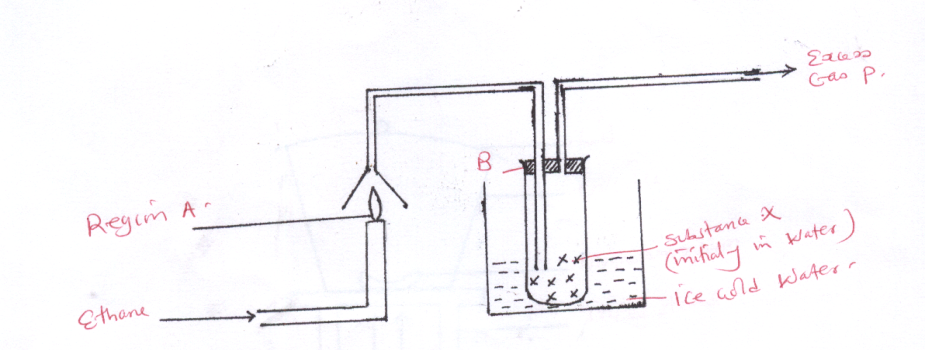 Excess
Gas P.
B
Region A.
substance X
(initially in water)
ice cold water.
Ethane